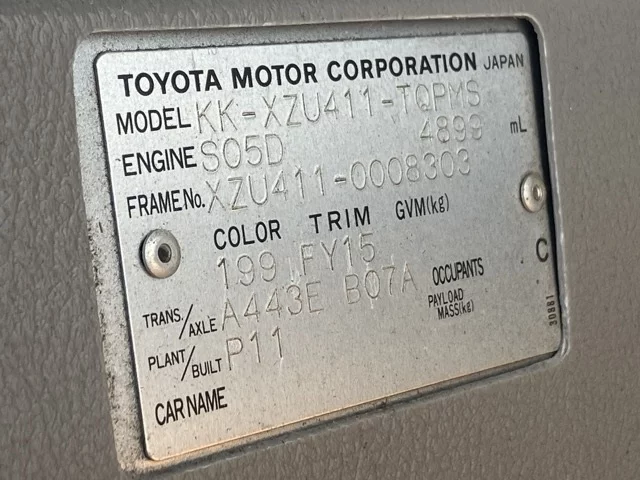 TOYOTA MOTOR CORPORATION JAPAN
MODEL KK-XZU411-TQPMS
ENGINE S05D 4899 mL
FRAME No. XZU411-0008303
COLOR TRIM GVM(kg)
199 FY15
C
TRANS./AXLE A443E B07A OCCUPANTS
PAYLOAD MASS(kg)
PLANT/BUILT P11
CAR NAME
30881